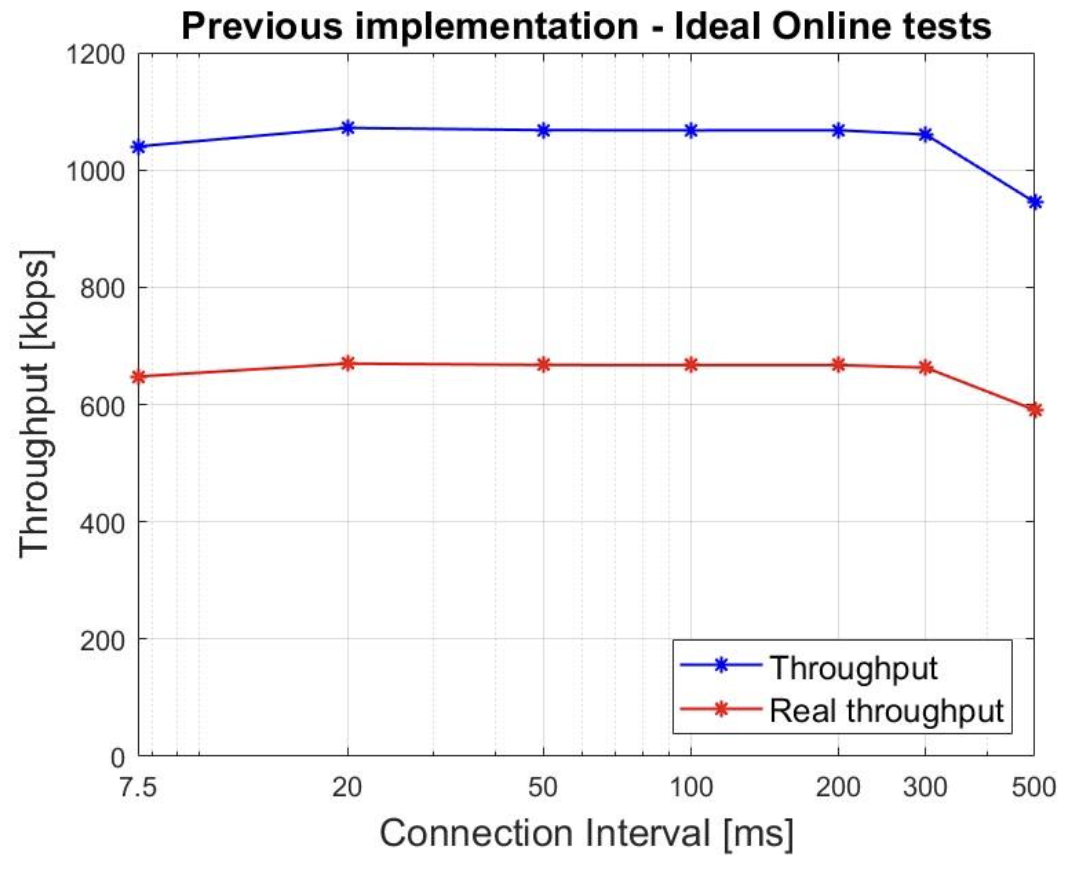 Previous implementation - Ideal Online tests
Throughput [kbps]
1200
1000
800
600
400
200
0
7.5 20 50 100 200 300 500
Connection Interval [ms]
Throughput
Real throughput